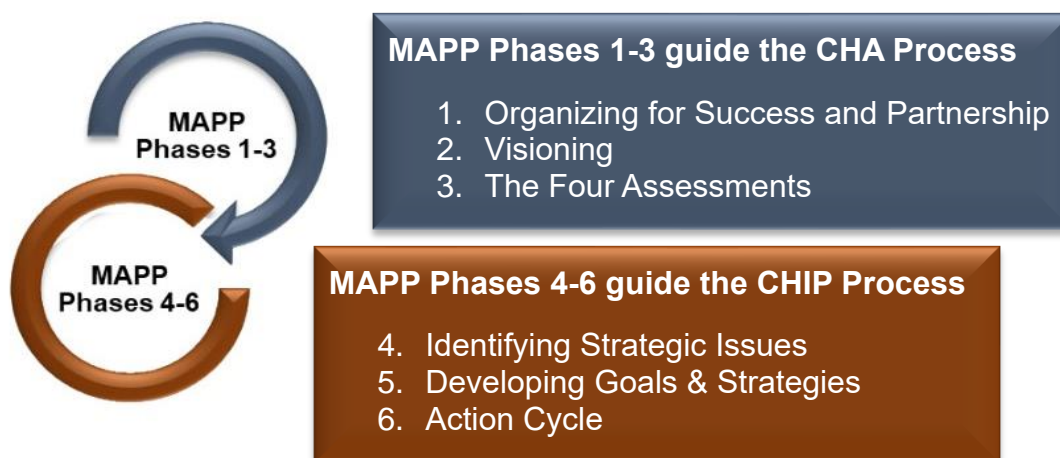 MAPP
Phases 1-3
MAPP Phases 1-3 guide the CHA Process
1. Organizing for Success and Partnership
2. Visioning
3. The Four Assessments
MAPP
Phases 4-6
MAPP Phases 4-6 guide the CHIP Process
4. Identifying Strategic Issues
5. Developing Goals & Strategies
6. Action Cycle